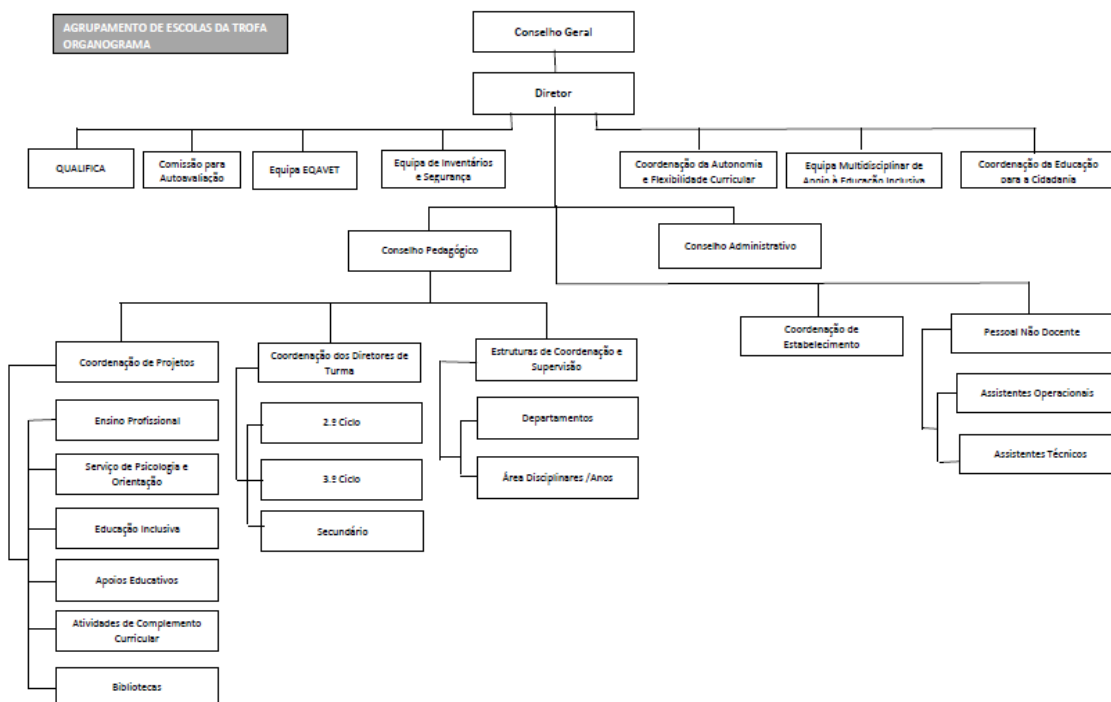 AGRUPAMENTO DE ESCOLAS DA TROFA
ORGANOGRAMA
Conselho Geral
Diretor
QUALIFICA
Comissão para
Autoavaliação
Equipa EQAVET
Equipa de Inventários
e Segurança
Coordenação da Autonomia
e Flexibilidade Curricular
Equipa Multidisciplinar de
Apoio à Educação Inclusiva
Coordenação da Educação
para a Cidadania
Conselho Pedagógico
Conselho Administrativo
Coordenação de Projetos
Coordenação dos Diretores de
Turma
Estruturas de Coordenação e
Supervisão
Coordenação de
Estabelecimento
Pessoal Não Docente
Ensino Profissional
2.º Ciclo
Departamentos
Assistentes Operacionais
Serviço de Psicologia e
Orientação
3.º Ciclo
Área Disciplinares /Anos
Assistentes Técnicos
Educação Inclusiva
Secundário
Apoios Educativos
Atividades de Complemento
Curricular
Bibliotecas